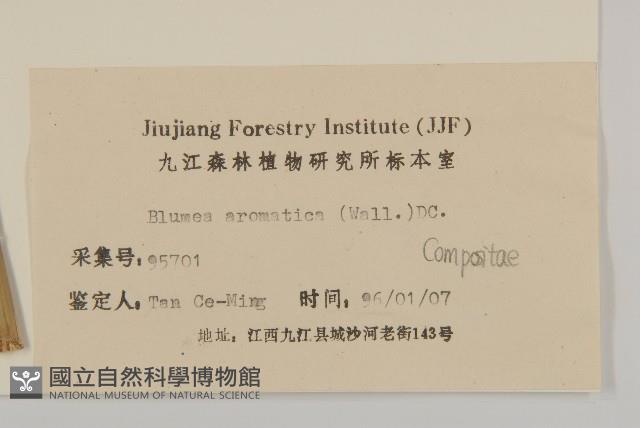 Jiujiang Forestry Institute (JJF)
九江森林植物研究所标本室
Blumea aromatica (Wall.)DC.
采集号: 95701
Compositae
鉴定人: Tan Ce-Ming 时间: 96/01/07
地址: 江西九江县城沙河老街143号
國立自然科學博物館
NATIONAL MUSEUM OF NATURAL SCIENCE